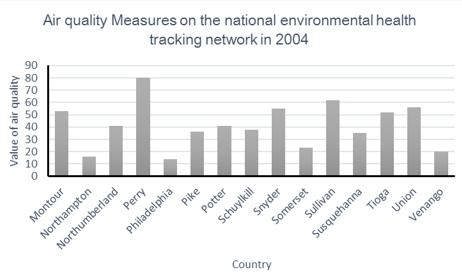 Air quality Measures on the national environmental health
tracking network in 2004
Value of air quality
90
80
70
60
50
40
30
20
10
0
Montour
Northampton
Northumberland
Perry
Philadelphia
Pike
Potter
Schuylkill
Snyder
Somerset
Sullivan
Susquehanna
Tioga
Union
Venango
Country